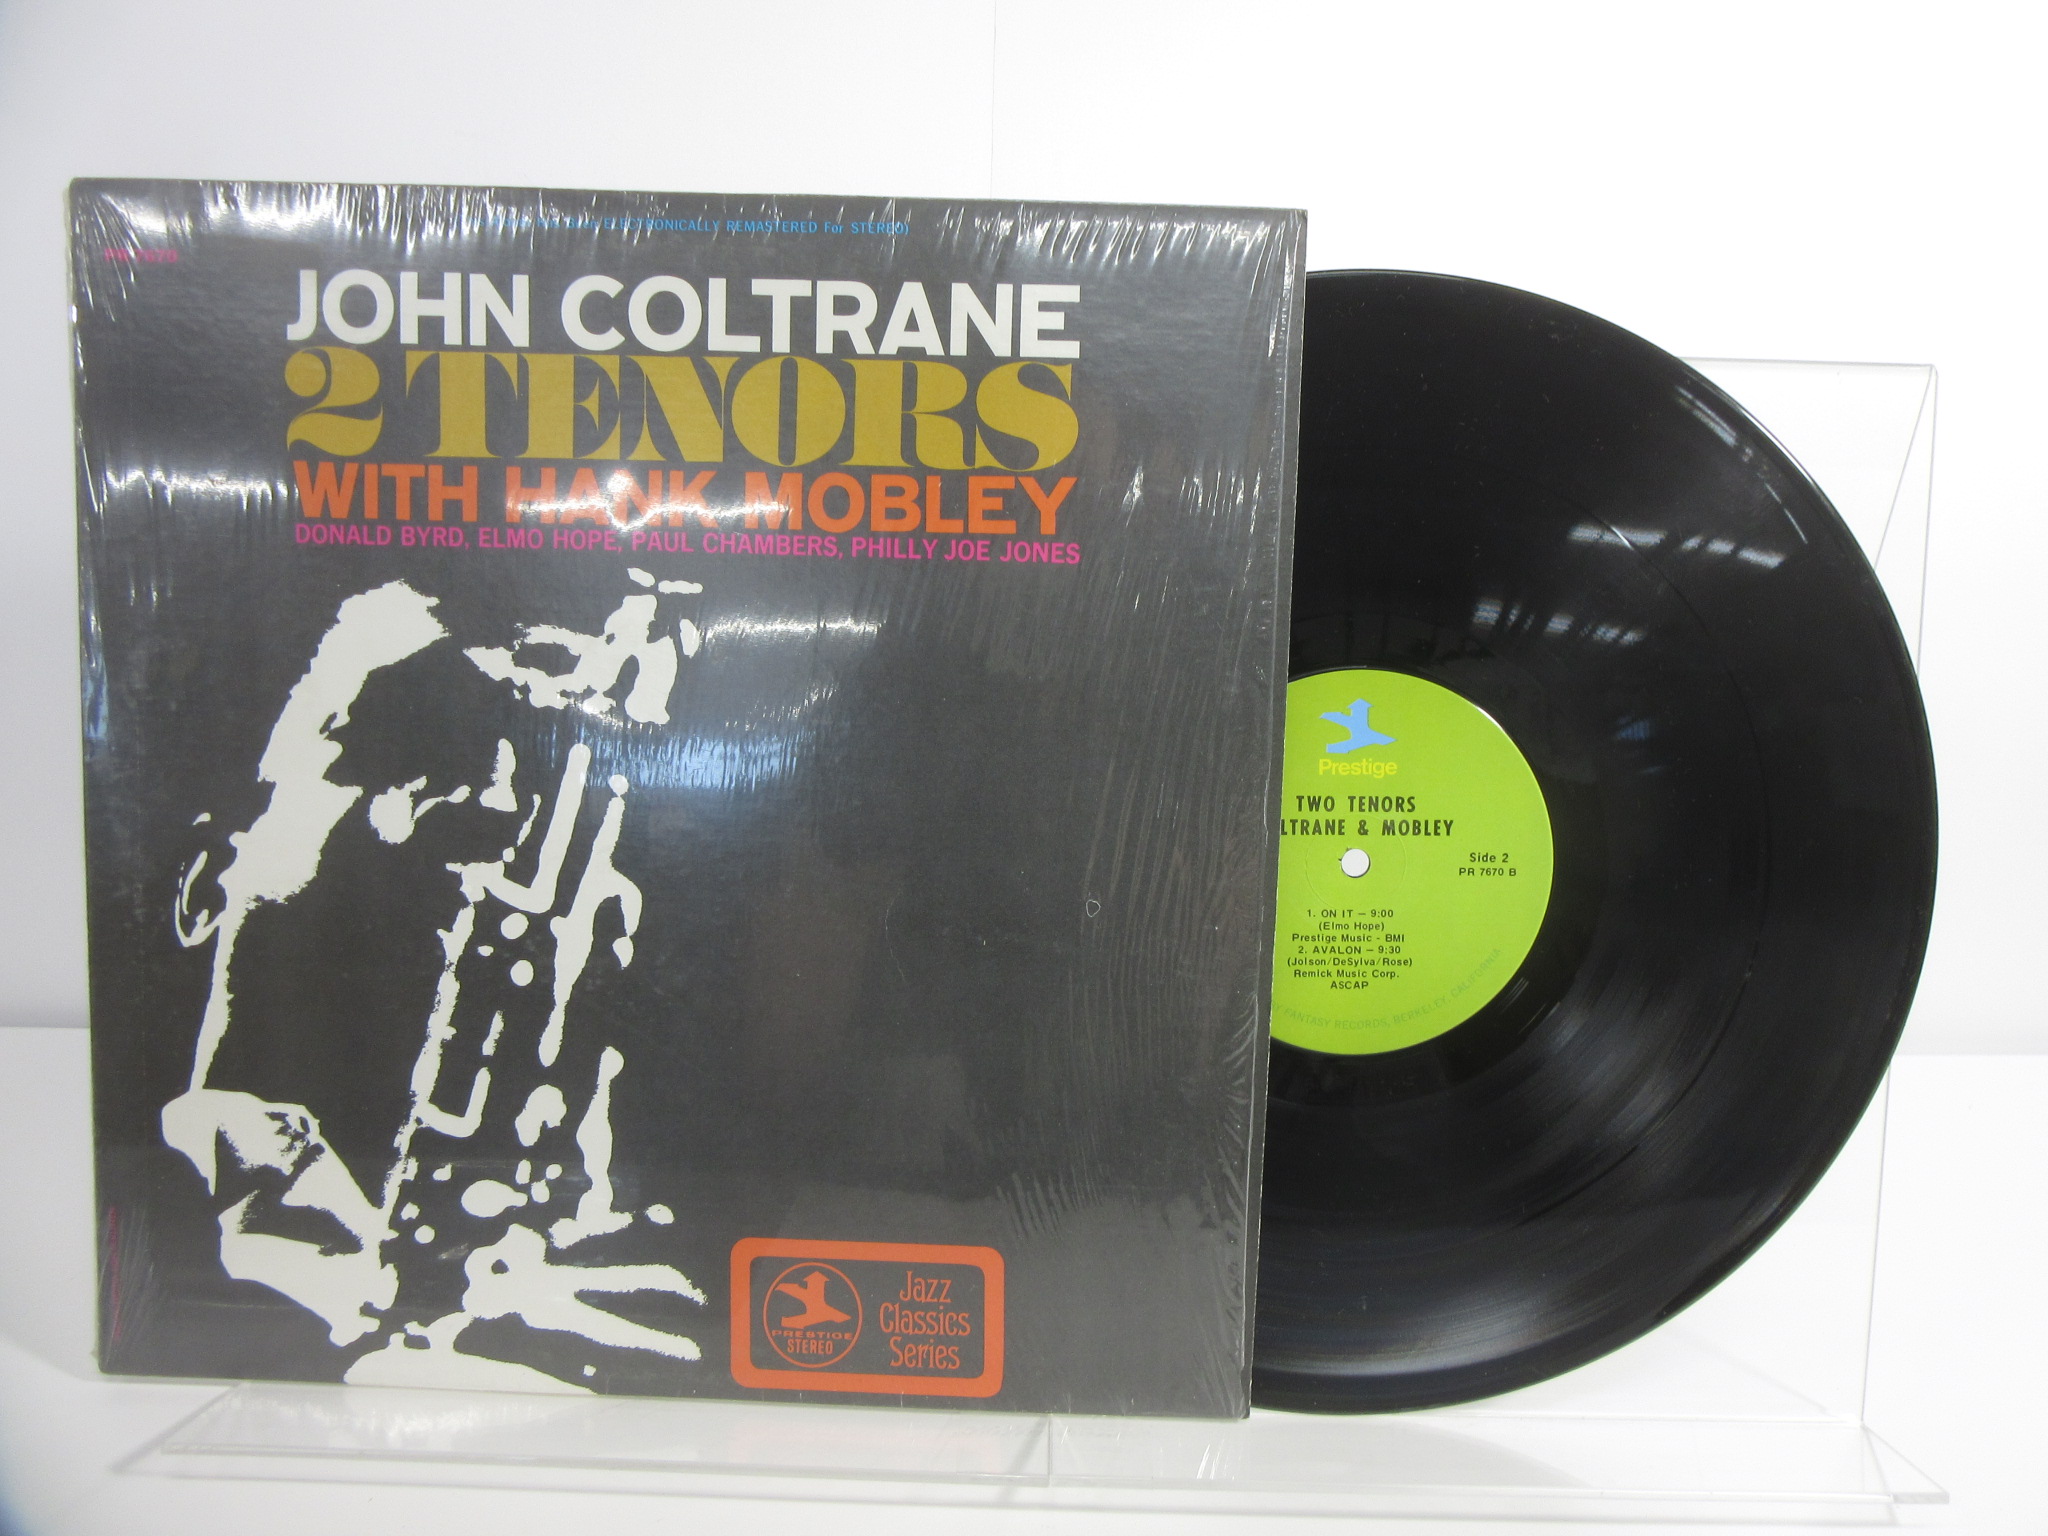 ELECTRONICALLY REMASTERED For STEREO)
PR 7670
JOHN COLTRANE
2 TENORS
WITH HANK MOBLEY
DONALD BYRD, ELMO HOPE, PAUL CHAMBERS, PHILLY JOE JONES
PRESTIGE
STEREO
Jazz
Classics
Series
Prestige
TWO TENORS
LTRANE & MOBLEY
Side 2
PR 7670 B
1. ON IT – 9:00
(Elmo Hope)
Prestige Music - BMI
2. AVALON – 9:30
(Jolson/DeSylva/Rose)
Remick Music Corp.
ASCAP
FANTASY RECORDS, BERKELEY, CALIFORNIA